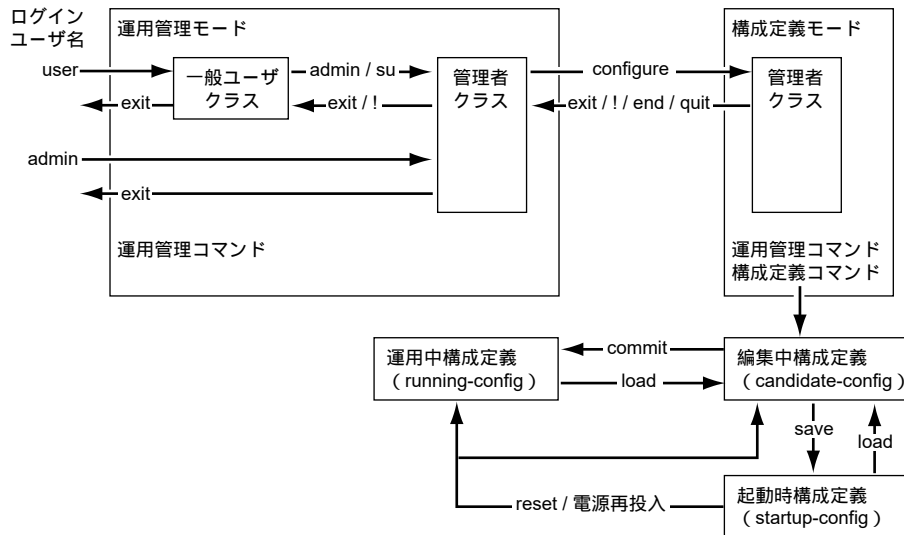 ログイン
ユーザ名
運用管理モード
構成定義モード
user
一般ユーザ
クラス
admin / su
管理者
クラス
configure
管理者
クラス
exit
exit / !
exit / ! / end / quit
admin
exit
運用管理コマンド
運用管理コマンド
構成定義コマンド
運用中構成定義
（running-config）
commit
load
編集中構成定義
（candidate-config）
save
load
reset / 電源再投入
起動時構成定義
（startup-config）